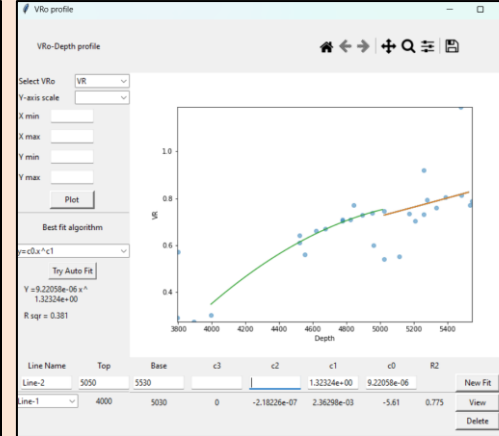 VRo profile
VRo-Depth profile
Select VRo VR
Y-axis scale
X min
X max
Y min
Y max
Plot
Best fit algorithm
y=c0.x^c1
Try Auto Fit
Y =9.22058e-06 x^
1.32324e+00
R sqr = 0.381
VR
1.0
0.8
0.6
0.4
3800 4000 4200 4400 4600 4800 5000 5200 5400
Depth
Line Name Top Base c3 c2 c1 c0 R2
Line-2 5050 5530 1.32324e+00 9.22058e-06 New Fit
Line-1 4000 5030 0 -2.18226e-07 2.36298e-03 -5.61 0.775 View
Delete